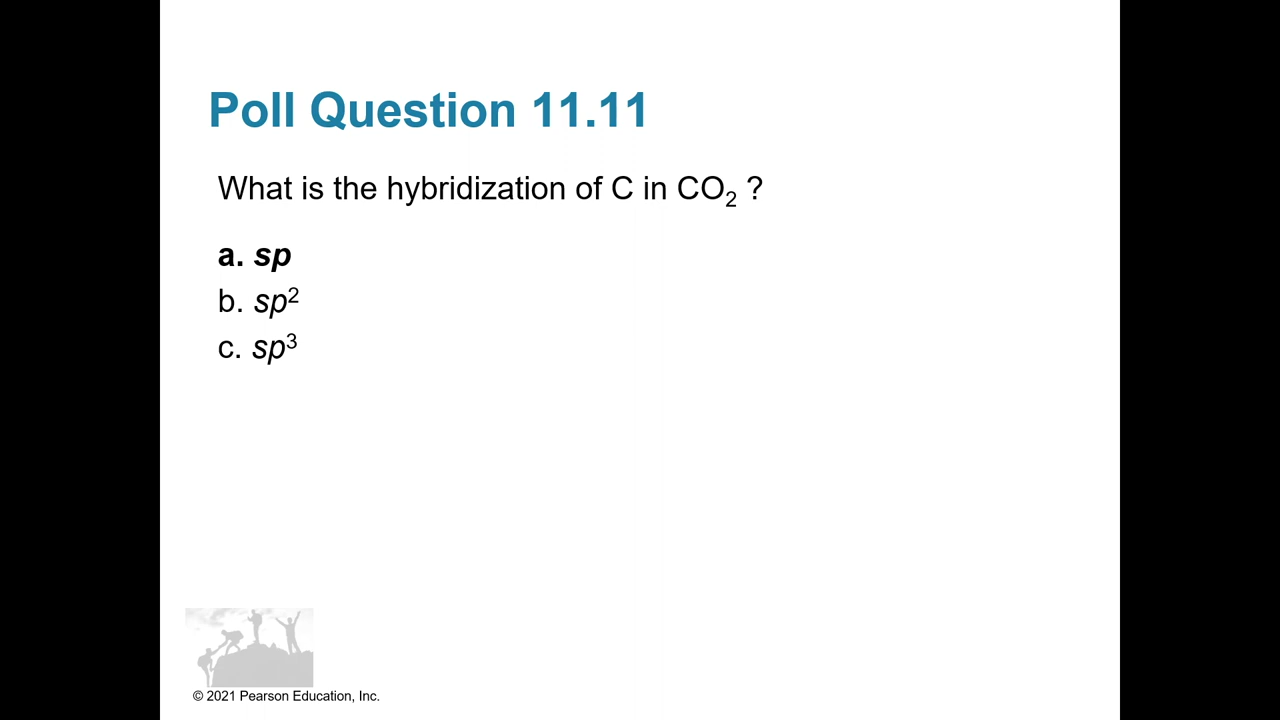 Poll Question 11.11
What is the hybridization of C in CO₂ ?
a. sp
b. sp²
c. sp³
© 2021 Pearson Education, Inc.